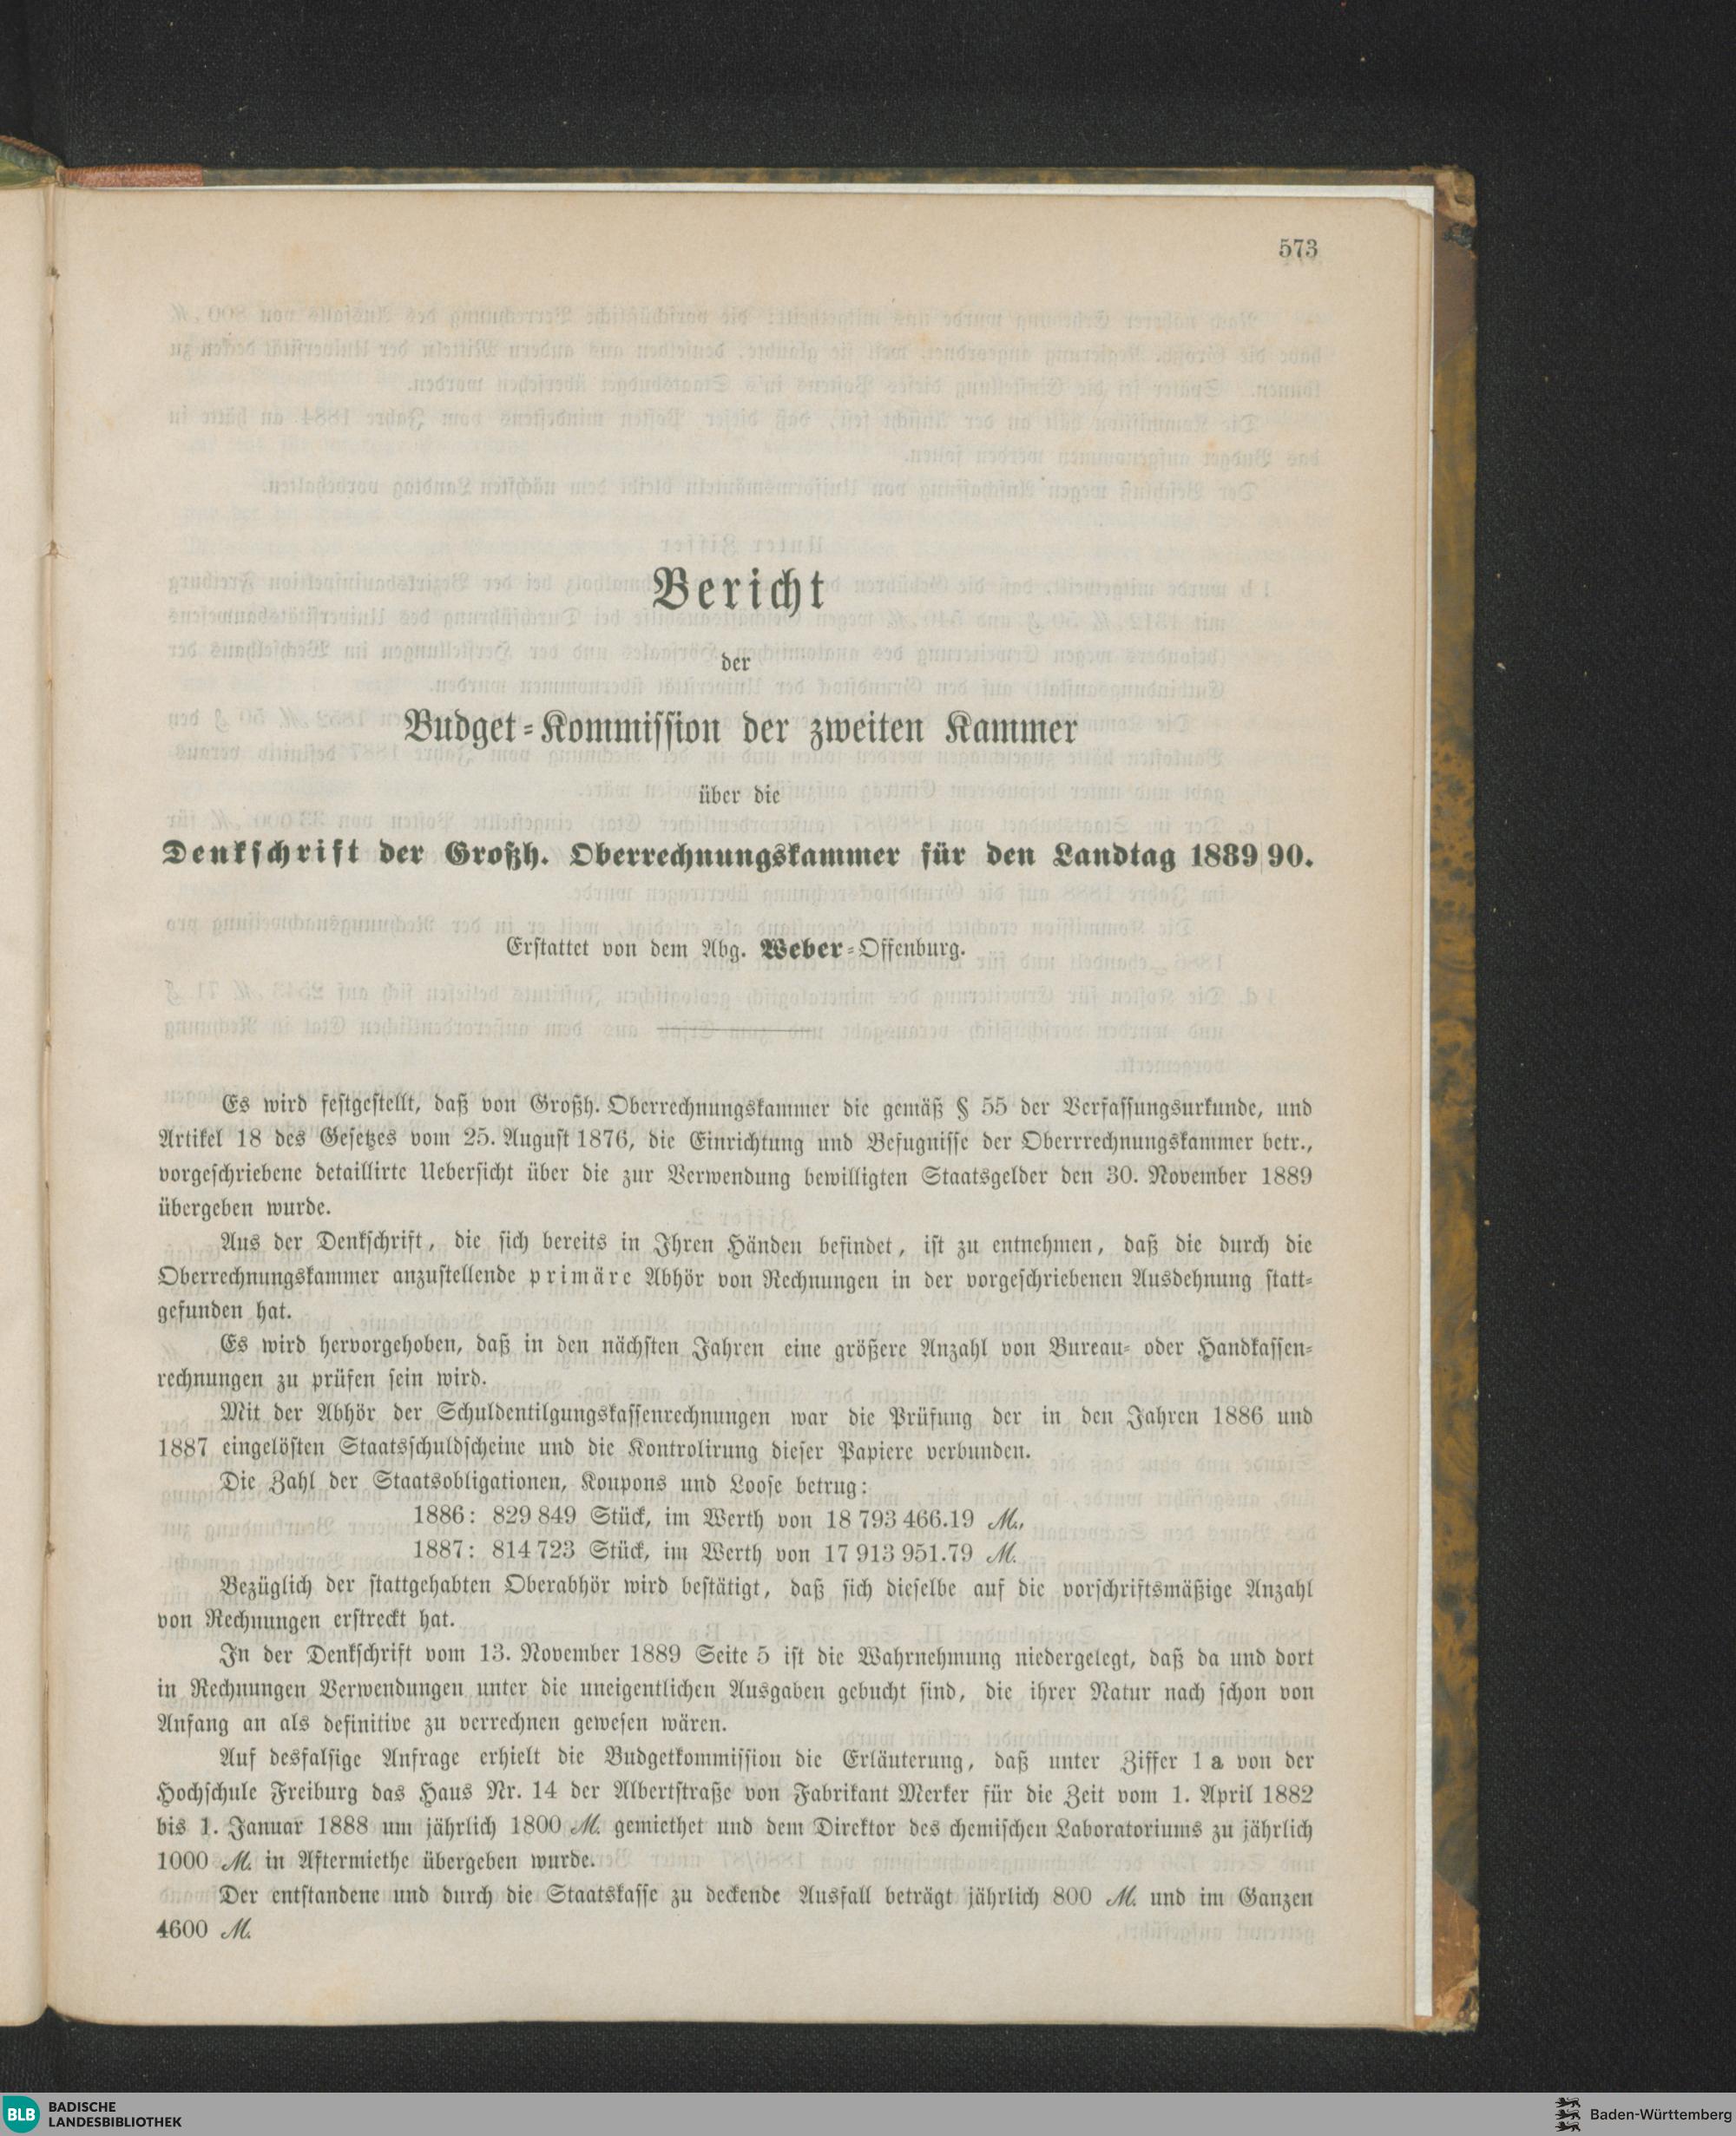 573
Bericht
der
Budget-Kommission der zweiten Kammer
über die
Denkschrift der Großh. Oberrechnungskammer für den Landtag 1889/90.
Erstattet von dem Abg. Weber-Offenburg.
Es wird festgestellt, daß von Großh. Oberrechnungskammer die gemäß § 55 der Verfassungsurkunde, und
Artikel 18 des Gesetzes vom 25. August 1876, die Einrichtung und Befugnisse der Oberrrechnungskammer betr.,
vorgeschriebene detaillirte Uebersicht über die zur Verwendung bewilligten Staatsgelder den 30. November 1889
übergeben wurde.
Aus der Denkschrift, die sich bereits in Ihren Händen befindet, ist zu entnehmen, daß die durch die
Oberrechnungskammer anzustellende primäre Abhör von Rechnungen in der vorgeschriebenen Ausdehnung statt-
gefunden hat.
Es wird hervorgehoben, daß in den nächsten Jahren eine größere Anzahl von Bureau- oder Handkassen-
rechnungen zu prüfen sein wird.
Mit der Abhör der Schuldentilgungskassenrechnungen war die Prüfung der in den Jahren 1886 und
1887 eingelösten Staatsschuldscheine und die Kontrolirung dieser Papiere verbunden.
Die Zahl der Staatsobligationen, Koupons und Loose betrug:
1886: 829 849 Stück, im Werth von 18 793 466.19 M.,
1887: 814 723 Stück, im Werth von 17 913 951.79 M.
Bezüglich der stattgehabten Oberabhör wird bestätigt, daß sich dieselbe auf die vorschriftsmäßige Anzahl
von Rechnungen erstreckt hat.
In der Denkschrift vom 13. November 1889 Seite 5 ist die Wahrnehmung niedergelegt, daß da und dort
in Rechnungen Verwendungen unter die uneigentlichen Ausgaben gebucht sind, die ihrer Natur nach schon von
Anfang an als definitive zu verrechnen gewesen wären.
Auf desfalsige Anfrage erhielt die Budgetkommission die Erläuterung, daß unter Ziffer 1 a von der
Hochschule Freiburg das Haus Nr. 14 der Albertstraße von Fabrikant Merker für die Zeit vom 1. April 1882
bis 1. Januar 1888 um jährlich 1800 M. gemiethet und dem Direktor des chemischen Laboratoriums zu jährlich
1000 M. in Aftermiethe übergeben wurde.
Der entstandene und durch die Staatskasse zu deckende Ausfall beträgt jährlich 800 M. und im Ganzen
4600 M.
BLB BADISCHE
LANDESBIBLIOTHEK
Baden-Württemberg